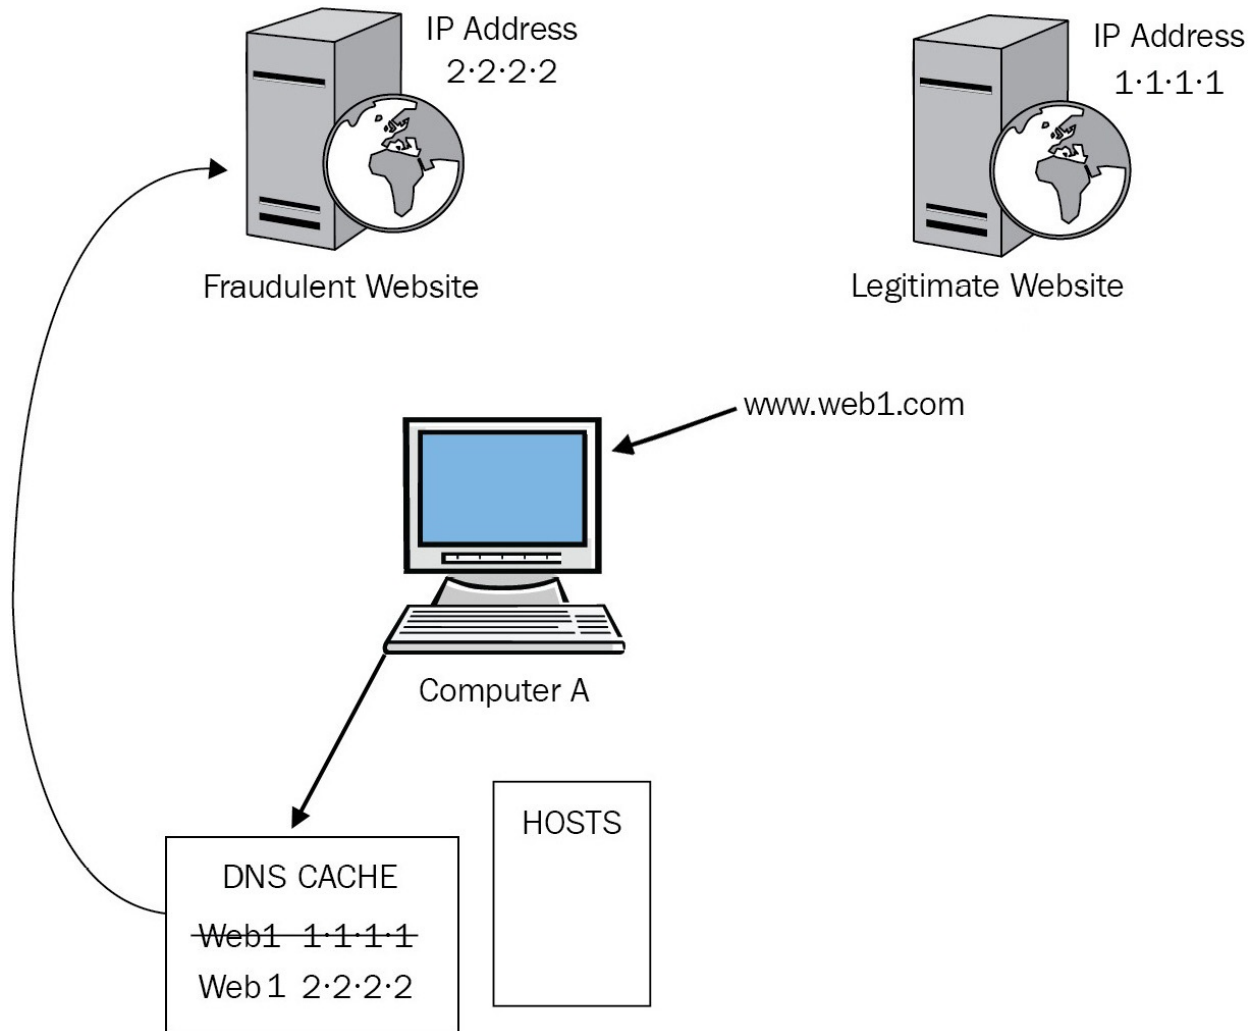 IP Address
2·2·2·2
Fraudulent Website
IP Address
1·1·1·1
Legitimate Website
www.web1.com
Computer A
HOSTS
DNS CACHE
Web1 1·1·1·1
Web1 2·2·2·2